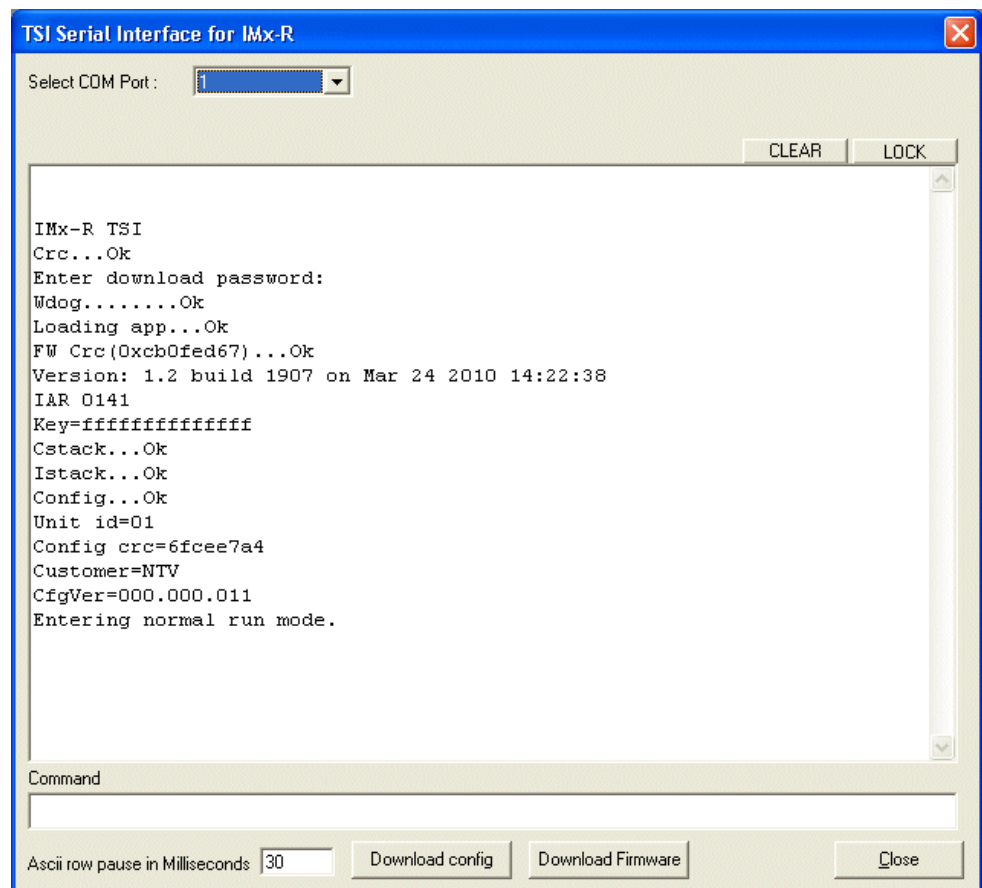 TSI Serial Interface for IMx-R
Select COM Port :
1
CLEAR
LOCK
IMx-R TSI
Crc...Ok
Enter download password:
Wdog........Ok
Loading app...Ok
FW Crc(0xcb0fed67)...Ok
Version: 1.2 build 1907 on Mar 24 2010 14:22:38
IAR 0141
Key=ffffffffffffff
Cstack...Ok
Istack...Ok
Config...Ok
Unit id=01
Config crc=6fcee7a4
Customer=NTV
CfgVer=000.000.011
Entering normal run mode.
Command
Ascii row pause in Milliseconds
30
Download config
Download Firmware
Close